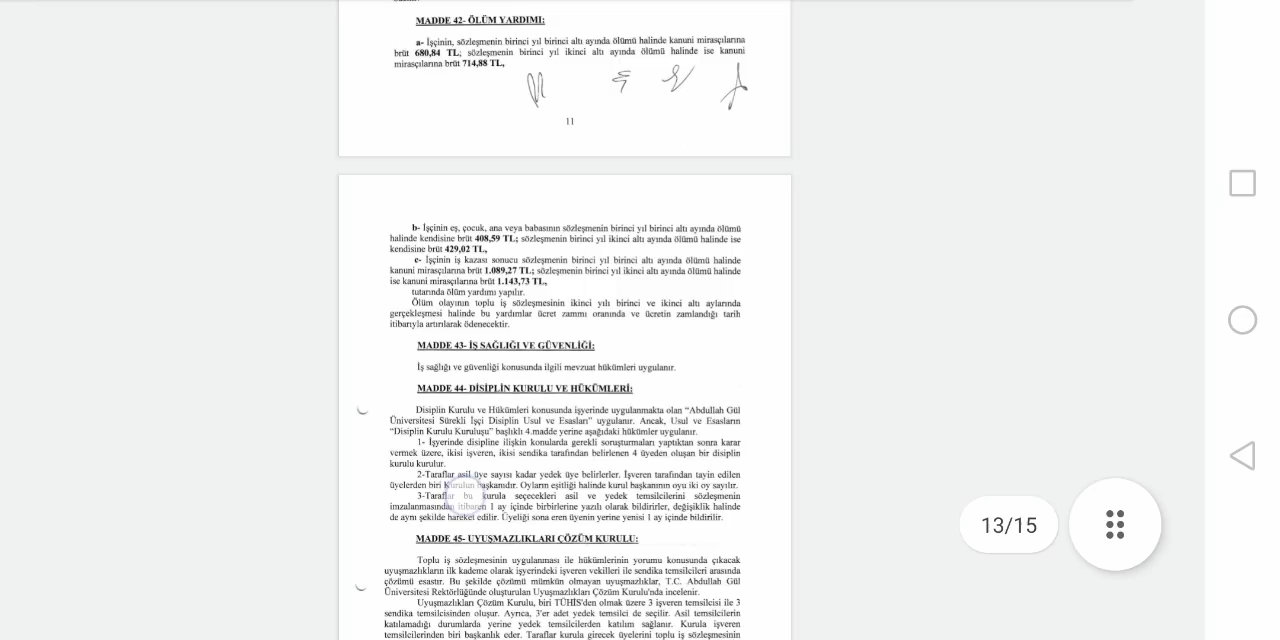 MADDE 42- ÖLÜM YARDIMI:
a- İşçinin, sözleşmenin birinci yıl birinci altı ayında ölümü halinde kanuni mirasçılarına
brüt 680,84 TL; sözleşmenin birinci yıl ikinci altı ayında ölümü halinde ise kanuni
mirasçılarına brüt 714,88 TL,
11
b- İşçinin eş, çocuk, ana veya babasının sözleşmenin birinci yıl birinci altı ayında ölümü
halinde kendisine brüt 408,59 TL; sözleşmenin birinci yıl ikinci altı ayında ölümü halinde ise
kendisine brüt 429,02 TL,
c- İşçinin iş kazası sonucu sözleşmenin birinci yıl birinci altı ayında ölümü halinde
kanuni mirasçılarına brüt 1.089,27 TL; sözleşmenin birinci yıl ikinci altı ayında ölümü halinde
ise kanuni mirasçılarına brüt 1.143,73 TL,
tutarında ölüm yardımı yapılır.
Ölüm olayının toplu iş sözleşmesinin ikinci yılı birinci ve ikinci altı aylarında
gerçekleşmesi halinde bu yardımlar ücret zammı oranında ve ücretin zamlandığı tarih
itibarıyla artırılarak ödenecektir.
MADDE 43- İŞ SAĞLIĞI VE GÜVENLİĞİ:
İş sağlığı ve güvenliği konusunda ilgili mevzuat hükümleri uygulanır.
MADDE 44- DİSİPLİN KURULU VE HÜKÜMLERİ:
Disiplin Kurulu ve Hükümleri konusunda işyerinde uygulanmakta olan “Abdullah Gül
Üniversitesi Sürekli İşçi Disiplin Usul ve Esasları” uygulanır. Ancak, Usul ve Esasların
“Disiplin Kurulu Kuruluşu” başlıklı 4.madde yerine aşağıdaki hükümler uygulanır.
1- İşyerinde disipline ilişkin konularda gerekli soruşturmaları yaptıktan sonra karar
vermek üzere, ikisi işveren, ikisi sendika tarafından belirlenen 4 üyeden oluşan bir disiplin
kurulu kurulur.
2-Taraflar asil üye sayısı kadar yedek üye belirlerler. İşveren tarafından tayin edilen
üyelerden biri Kurulun başkanıdır. Oyların eşitliği halinde kurul başkanının oyu iki oy sayılır.
3-Taraflar bu kurula seçecekleri asil ve yedek temsilcilerini sözleşmenin
imzalanmasından itibaren 1 ay içinde birbirlerine yazılı olarak bildirirler, değişiklik halinde
de aynı şekilde hareket edilir. Üyeliği sona eren üyenin yerine yenisi 1 ay içinde bildirilir.
MADDE 45- UYUŞMAZLIKLARI ÇÖZÜM KURULU:
Toplu iş sözleşmesinin uygulanması ile hükümlerinin yorumu konusunda çıkacak
uyuşmazlıkların ilk kademe olarak işyerindeki işveren vekilleri ile sendika temsilcileri arasında
çözümü esastır. Bu şekilde çözümü mümkün olmayan uyuşmazlıklar, T.C. Abdullah Gül
Üniversitesi Rektörlüğünde oluşturulan Uyuşmazlıkları Çözüm Kurulu'nda incelenir.
Uyuşmazlıkları Çözüm Kurulu, biri TÜHİS'den olmak üzere 3 işveren temsilcisi ile 3
sendika temsilcisinden oluşur. Ayrıca, 3'er adet yedek temsilci de seçilir. Asil temsilcilerin
katılamadığı durumlarda yerine yedek temsilcilerden katılım sağlanır. Kurula işveren
temsilcilerinden biri başkanlık eder. Taraflar kurula girecek üyelerini toplu iş sözleşmesinin
13/15